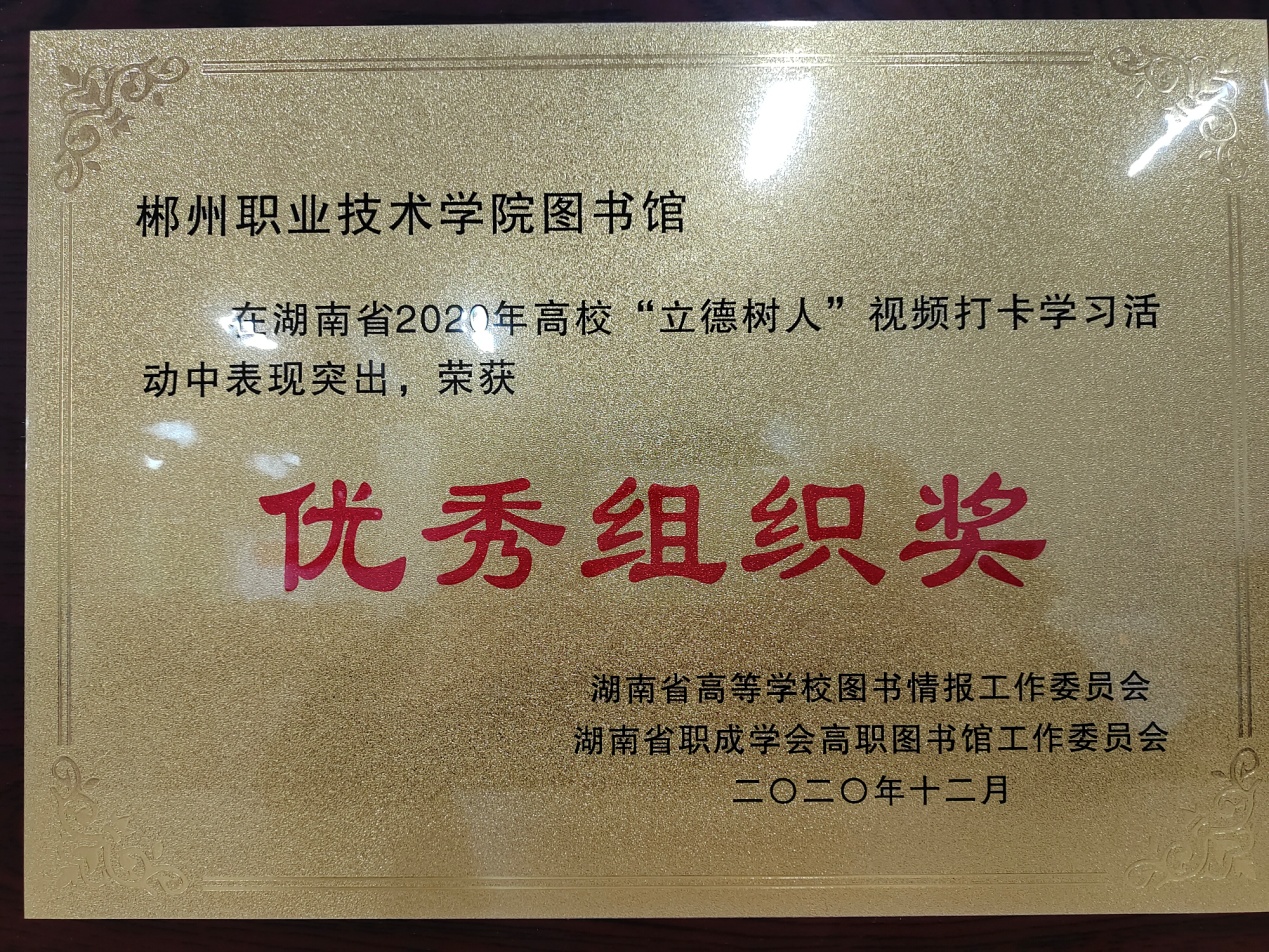 郴州职业技术学院图书馆
在湖南省2020年高校“立德树人”视频打卡学习活
动中表现突出，荣获
优秀组织奖
湖南省高等学校图书情报工作委员会
湖南省职成学会高职图书馆工作委员会
二〇二〇年十二月